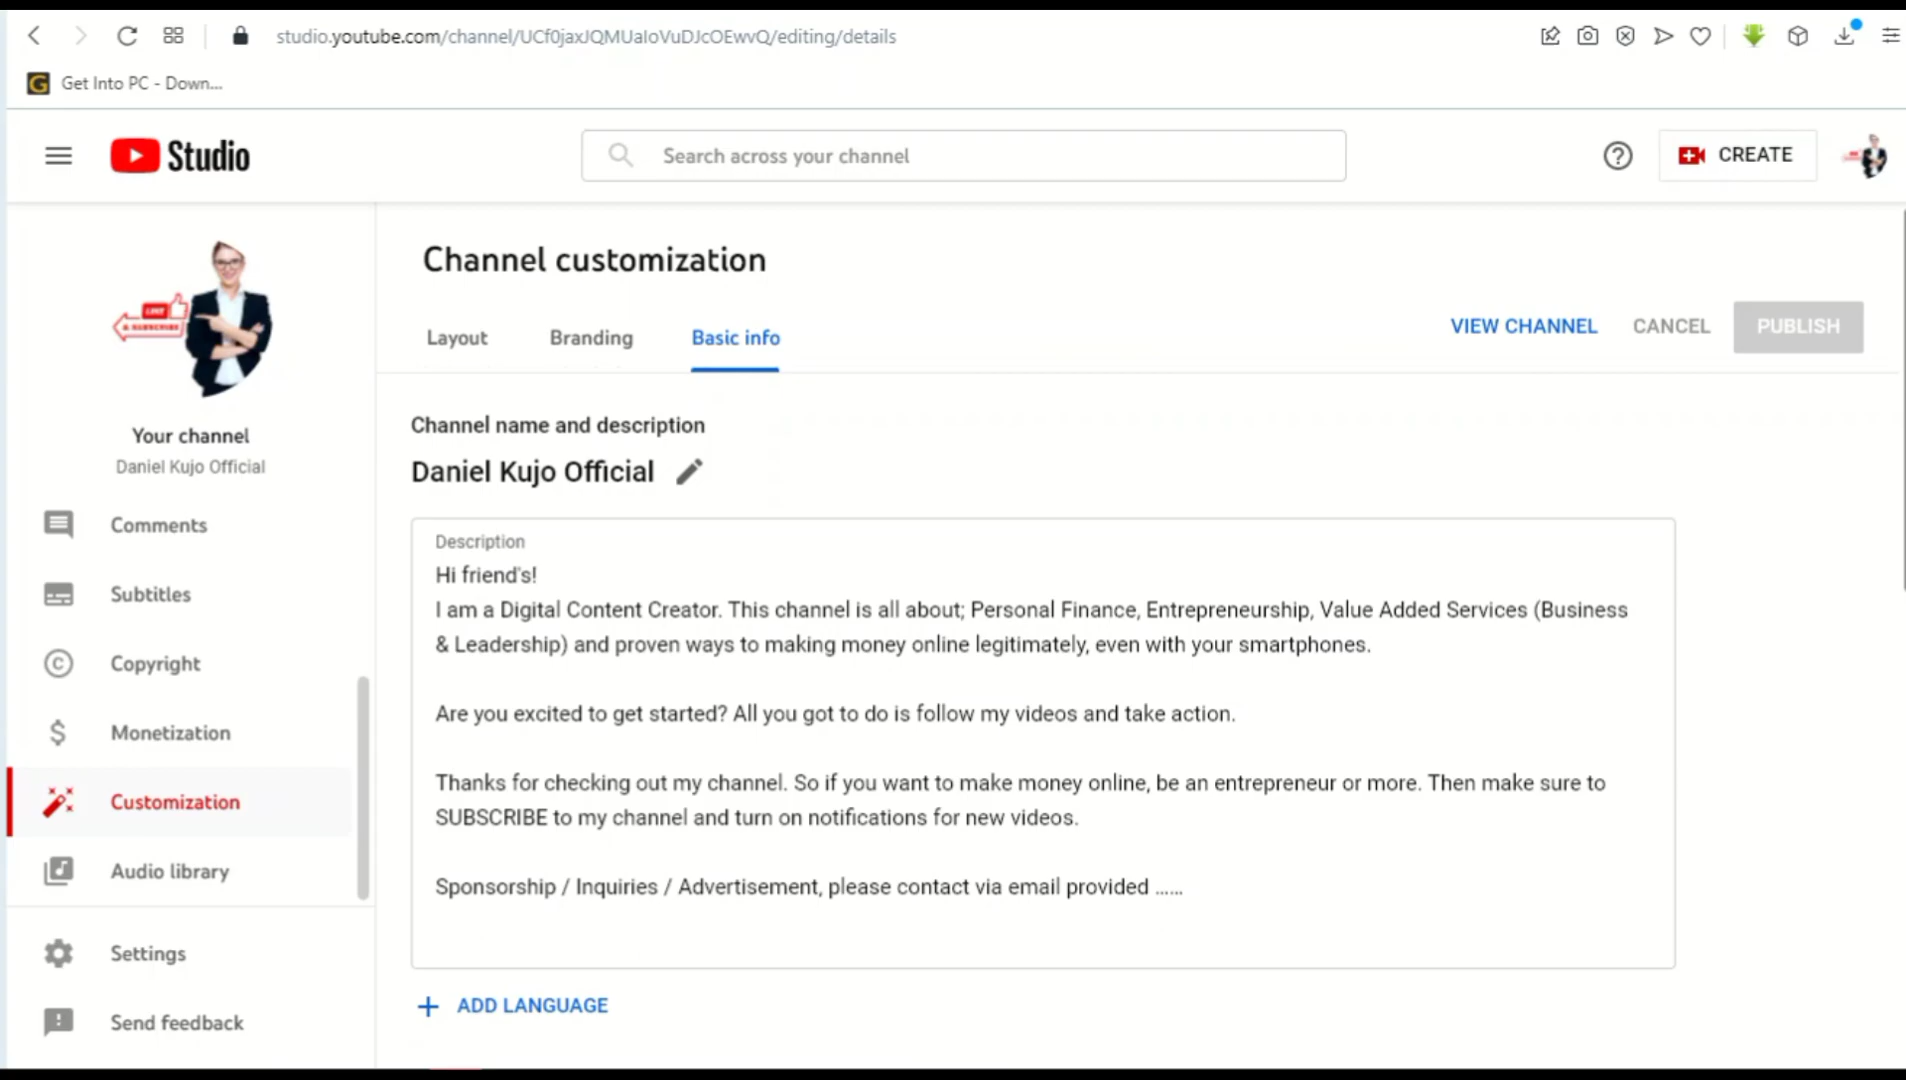 studio.youtube.com/channel/UCf0jaxJQMUaIoVuDJcOEwvQ/editing/details
Get Into PC - Down...
Studio
Search across your channel
CREATE
Channel customization
Layout
Branding
Basic info
VIEW CHANNEL
CANCEL
PUBLISH
LIKE
& SUBSCRIBE
Your channel
Daniel Kujo Official
Comments
Subtitles
Copyright
Monetization
Customization
Audio library
Settings
Send feedback
Channel name and description
Daniel Kujo Official
Description
Hi friend's!
I am a Digital Content Creator. This channel is all about; Personal Finance, Entrepreneurship, Value Added Services (Business
& Leadership) and proven ways to making money online legitimately, even with your smartphones.
Are you excited to get started? All you got to do is follow my videos and take action.
Thanks for checking out my channel. So if you want to make money online, be an entrepreneur or more. Then make sure to
SUBSCRIBE to my channel and turn on notifications for new videos.
Sponsorship / Inquiries / Advertisement, please contact via email provided ......
ADD LANGUAGE